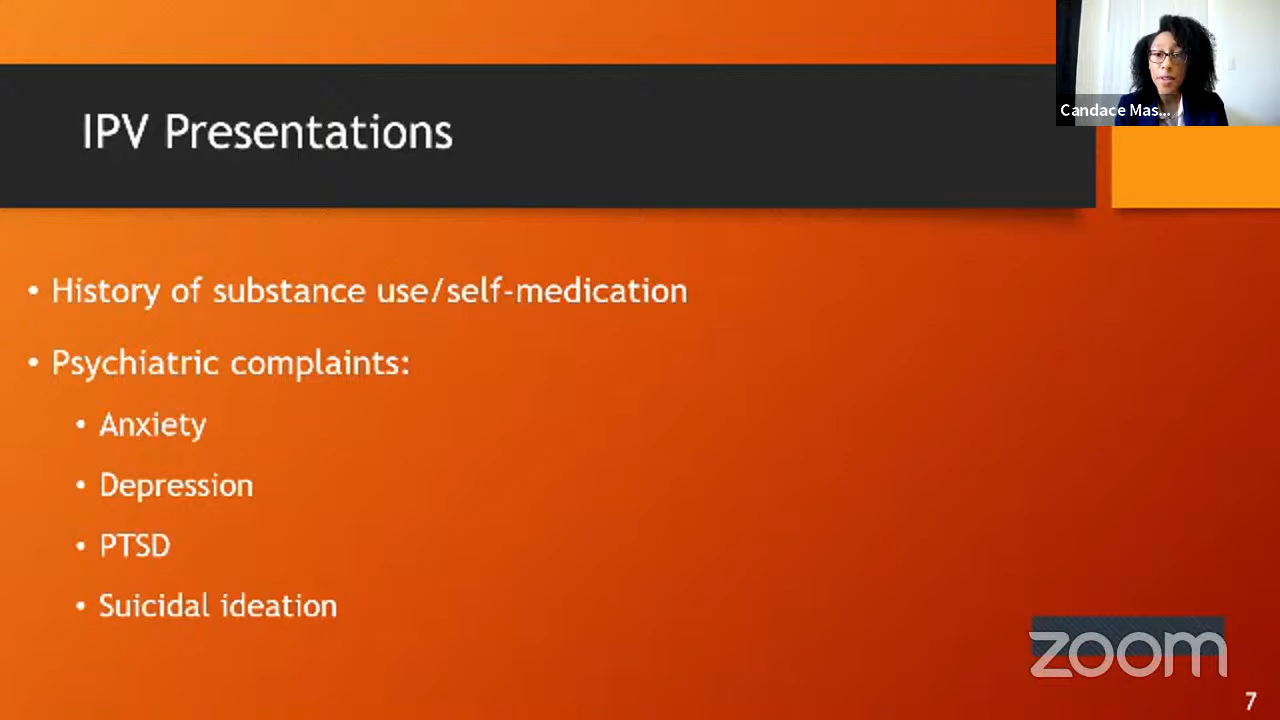 Candace Mas...
IPV Presentations
• History of substance use/self-medication
• Psychiatric complaints:
• Anxiety
• Depression
• PTSD
• Suicidal ideation
zoom
7